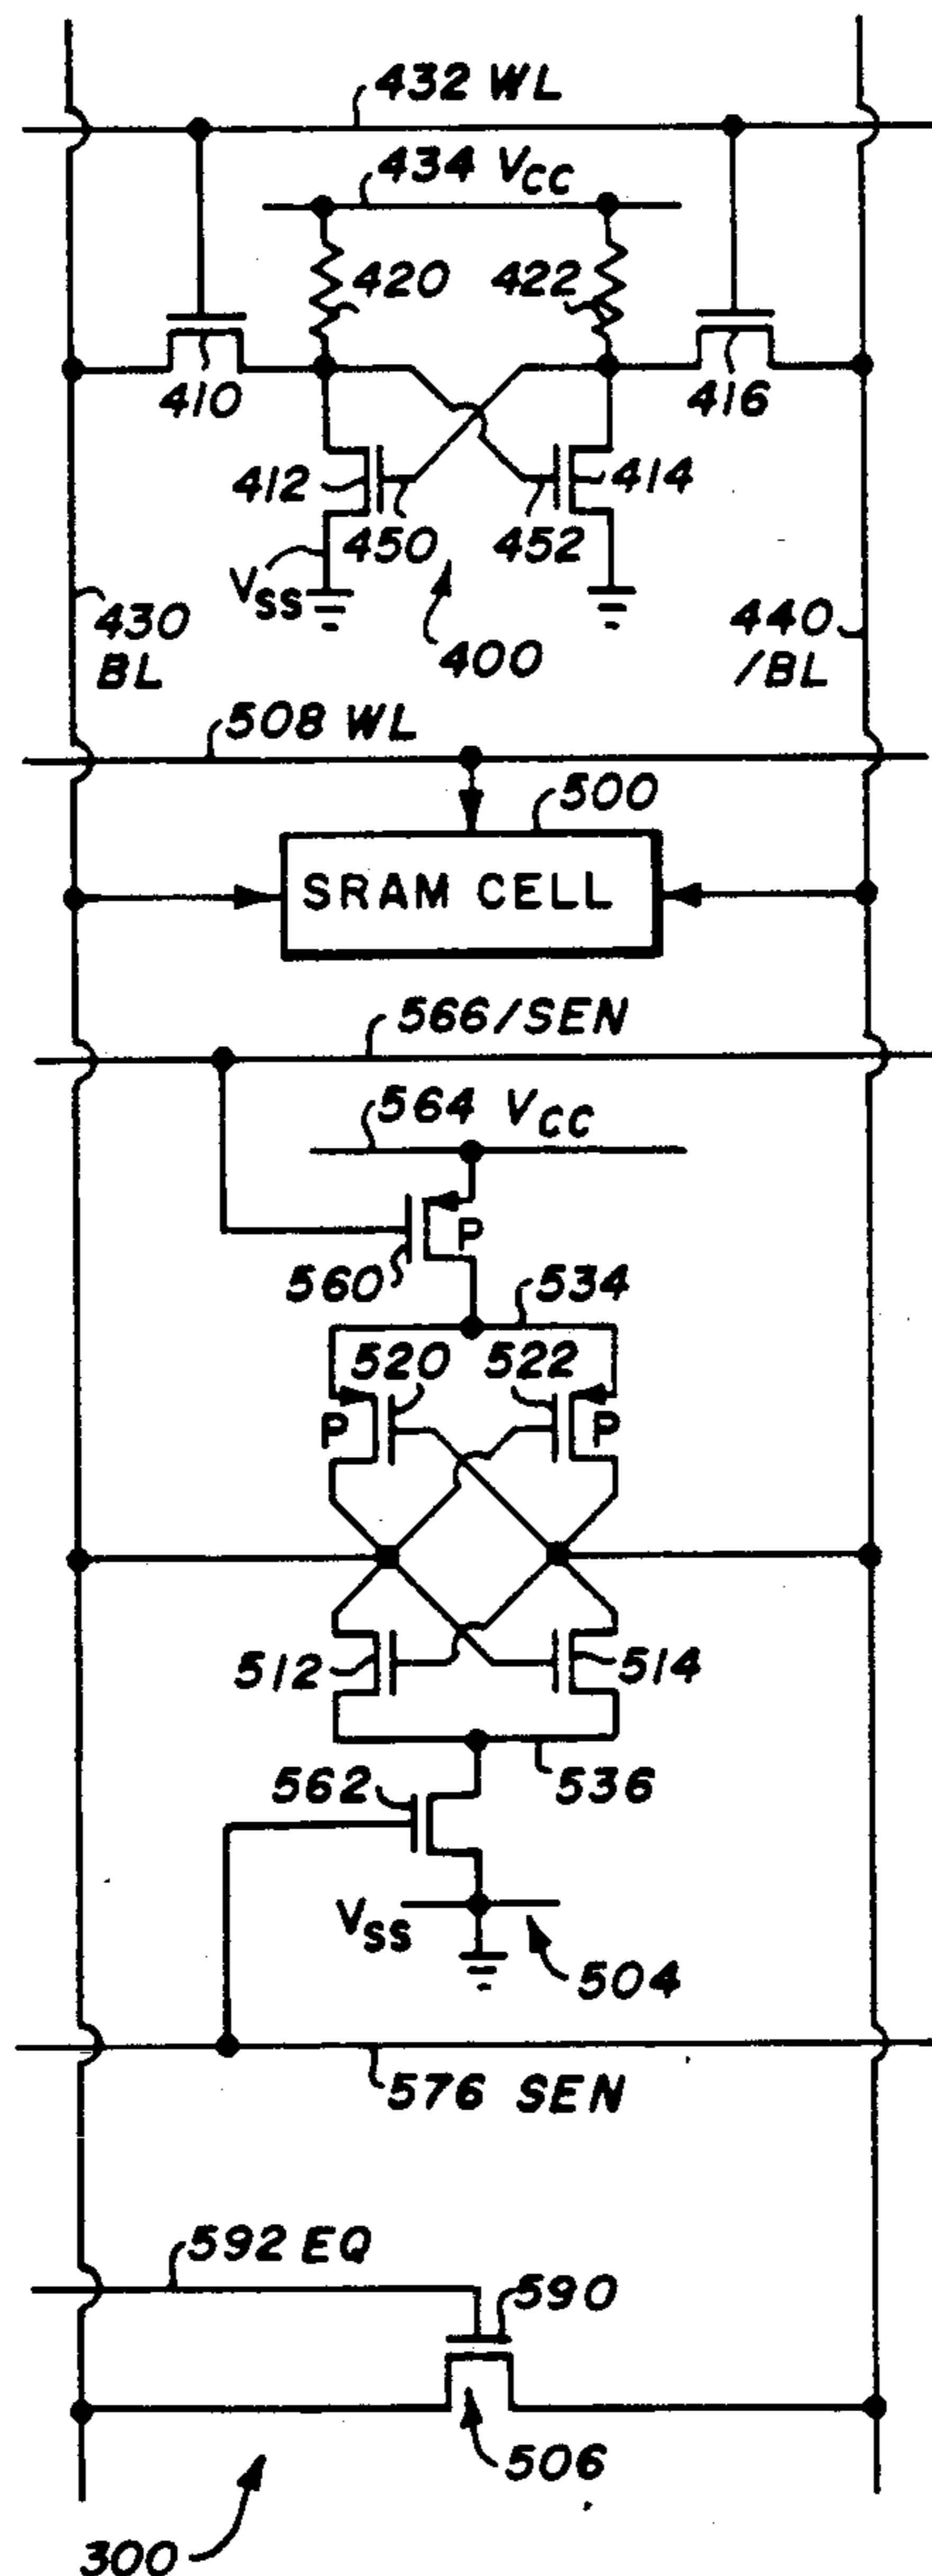 432 WL
434 VCC
420
422
410
416
412
414
450
452
VSS
430
BL
400
440
/BL
508 WL
500
SRAM CELL
566/SEN
564 VCC
P
560
534
520
522
P
P
512
514
562
536
VSS
504
576 SEN
592 EQ
590
506
300